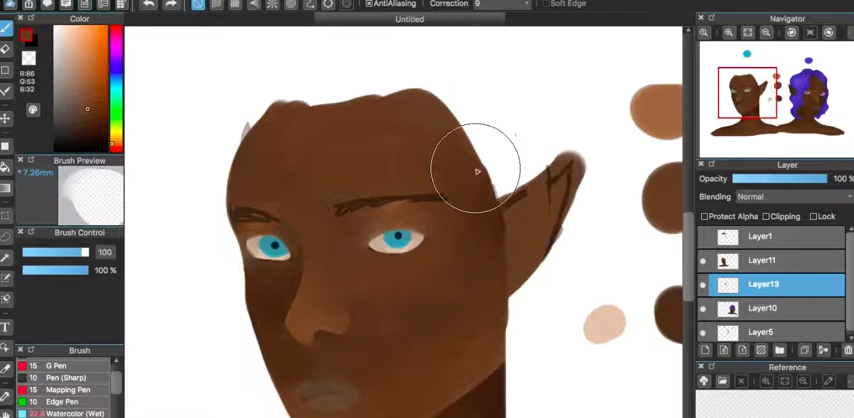 AntiAliasing Correction 9 Soft Edge
Untitled
Color
R:86
G:53
B:32
Brush Preview
* 7.26mm
Brush Control
100
100 %
Brush
15 G Pen
10 Pen (Sharp)
15 Mapping Pen
10 Edge Pen
22.0 Watercolor (Wet)
Navigator
Layer
Opacity 100 %
Blending Normal
Protect Alpha Clipping Lock
Layer1
Layer11
Layer13
Layer10
Layer5
Reference